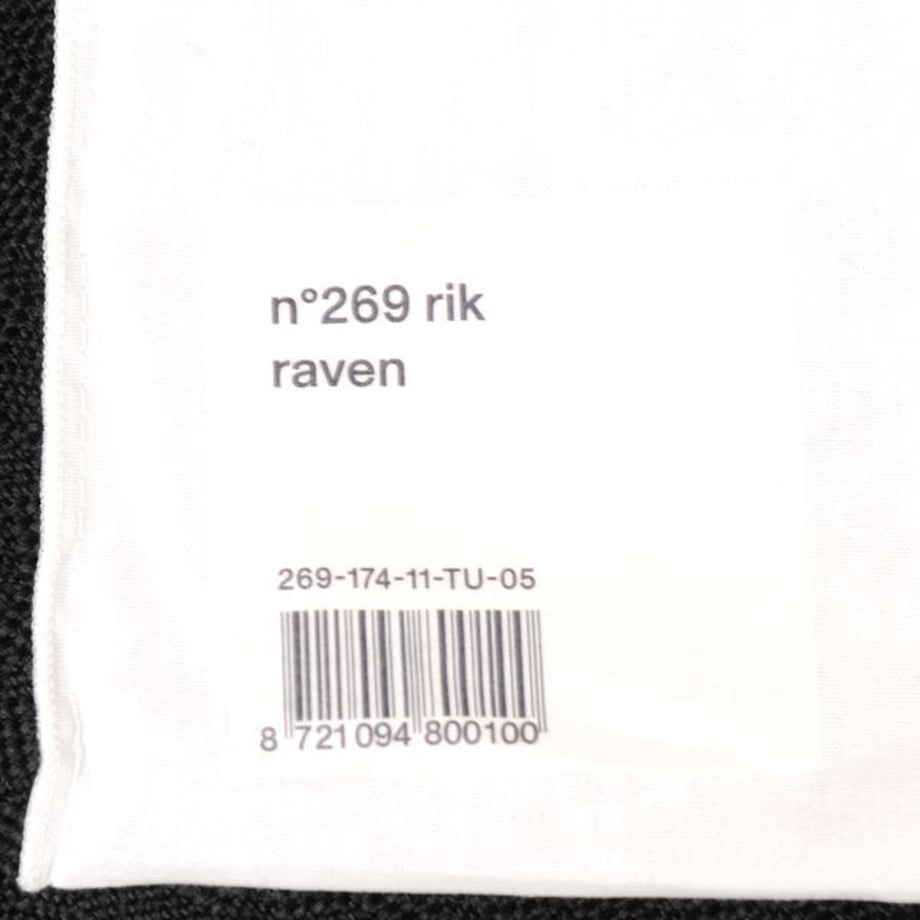 n°269 rik
raven
269-174-11-TU-05
8 721094 800100